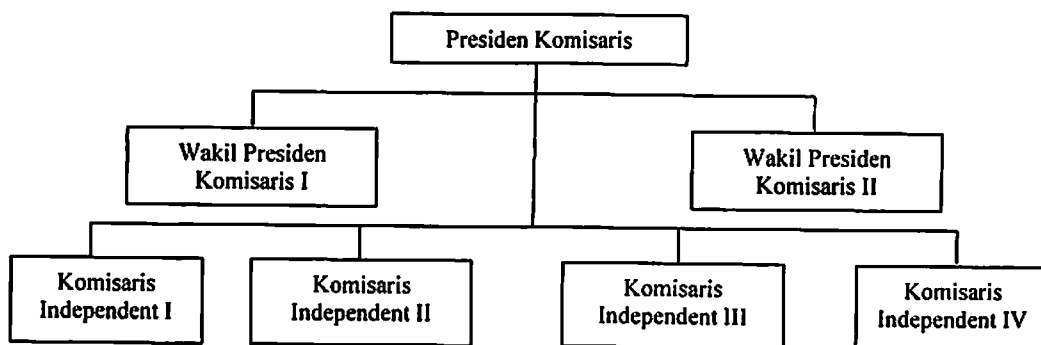 Presiden Komisaris
Wakil Presiden
Komisaris I
Wakil Presiden
Komisaris II
Komisaris
Independent I
Komisaris
Independent II
Komisaris
Independent III
Komisaris
Independent IV